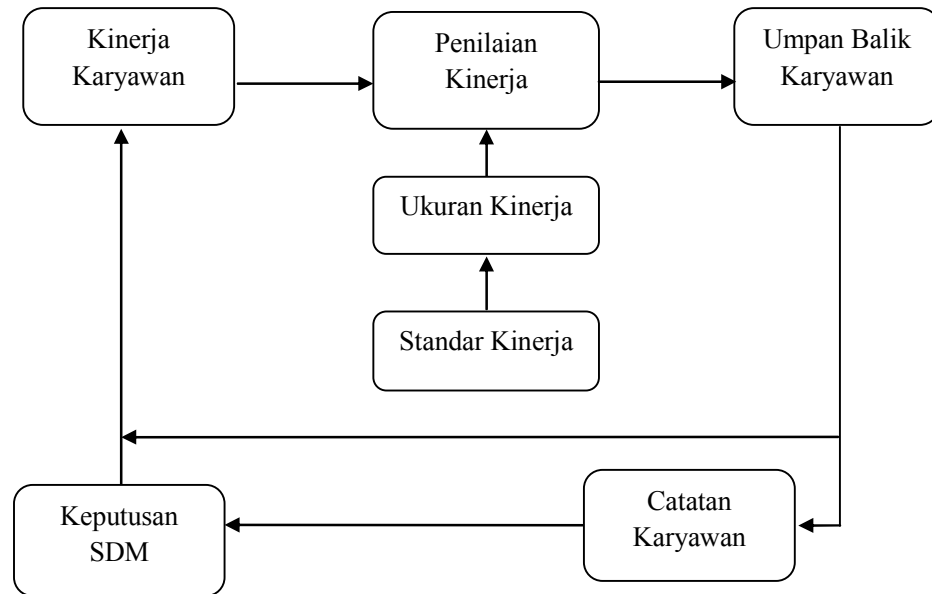 Kinerja
Karyawan
Penilaian
Kinerja
Umpan Balik
Karyawan
Ukuran Kinerja
Standar Kinerja
Catatan
Karyawan
Keputusan
SDM